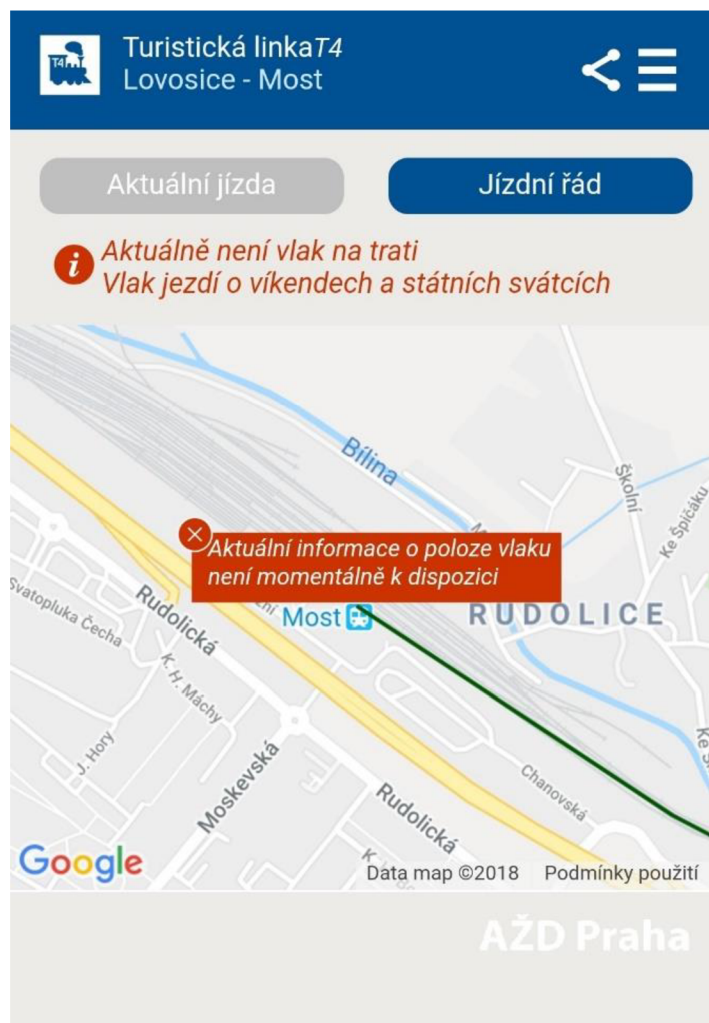 T4
Turistická linkaT4
Lovosice - Most
Aktuální jízda
Jízdní řád
Aktuálně není vlak na trati
Vlak jezdí o víkendech a státních svátcích
Bílina
Školní
Ke Špičáku
Aktuální informace o poloze vlaku
není momentálně k dispozici
Most
RUDOLICE
Svatopluka Čecha
Rudolická
K. H. Máchy
J. Hory
Moskevská
Chanovská
Rudolická
Google
Data map ©2018
Podmínky použití
AŽD Praha